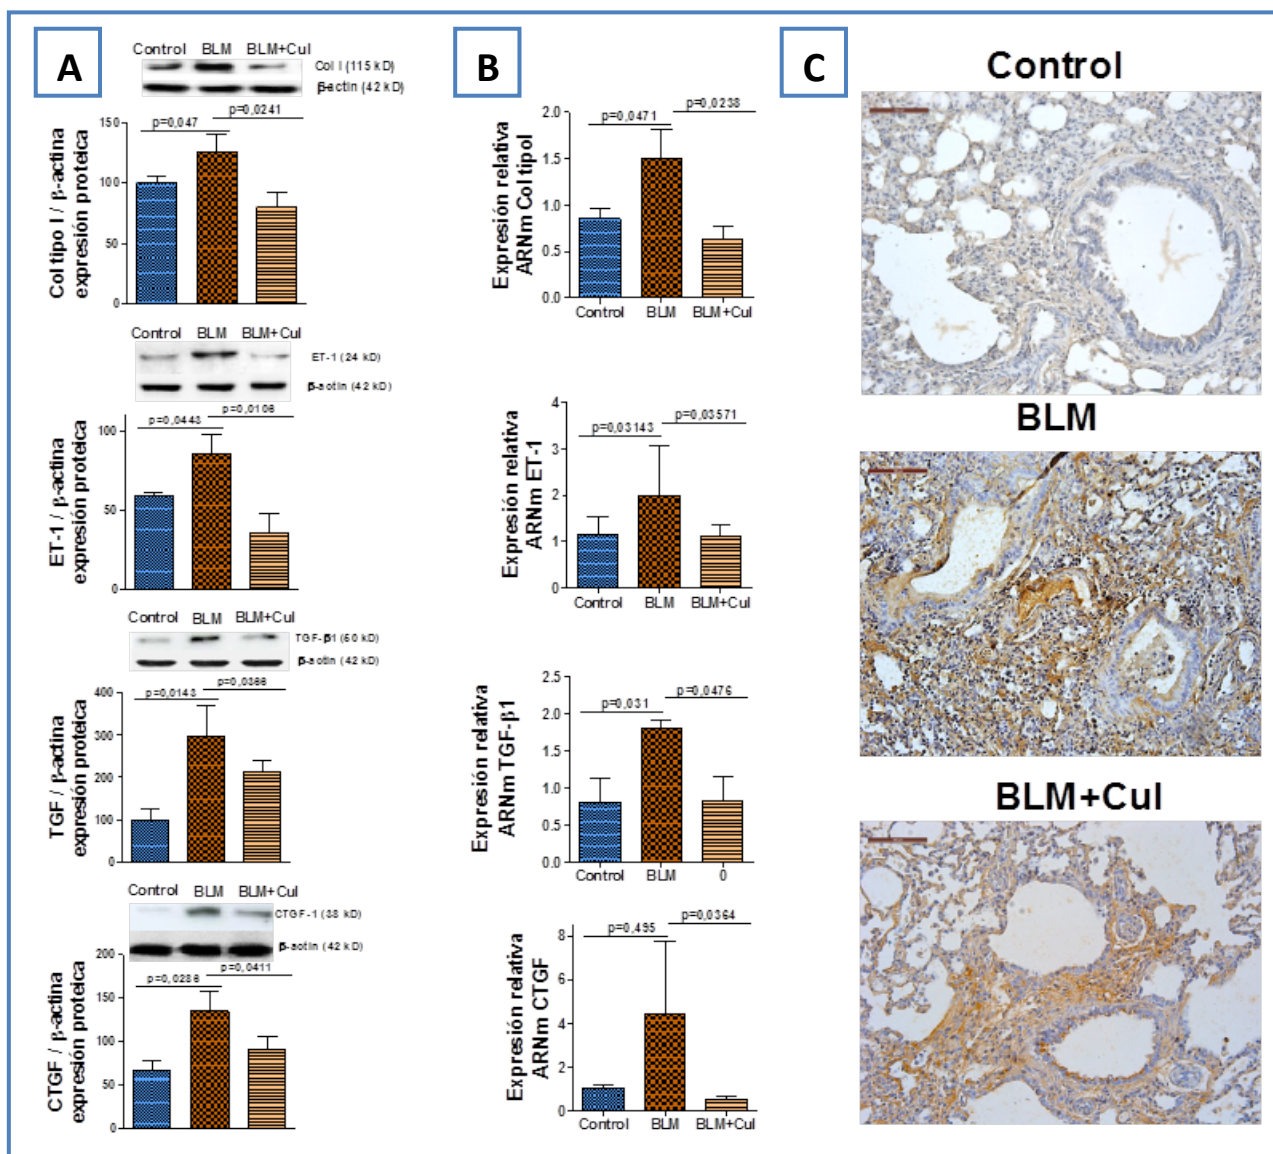 A
Control BLM BLM+Cul
Col I (115 kD)
β-actin (42 kD)
p=0,0241
p=0,047
150
100
50
0
Col tipo I / β-actina
expresión proteica
Control BLM BLM+Cul
ET-1 (24 kD)
β-actin (42 kD)
p=0,0106
p=0,0443
100
50
0
ET-1 / β-actina
expresión proteica
Control BLM BLM+Cul
TGF-β1 (50 kD)
β-actin (42 kD)
p=0,0366
p=0,0143
400
300
200
100
0
TGF / β-actina
expresión proteica
Control BLM BLM+Cul
CTGF-1 (38 kD)
β-actin (42 kD)
p=0,0411
p=0,0286
200
150
100
50
0
CTGF / β-actina
expresión proteica
B
p=0,0238
p=0,0471
2.0
1.5
1.0
0.5
0.0
Expresión relativa
ARNm Col tipoI
Control BLM BLM+Cul
p=0,03571
p=0,03143
4
3
2
1
0
Expresión relativa
ARNm ET-1
Control BLM BLM+Cul
p=0,0476
p=0,031
2.5
2.0
1.5
1.0
0.5
0.0
Expresión relativa
ARNm TGF-β1
Control BLM 0
p=0,0364
p=0,495
8
6
4
2
0
Expresión relativa
ARNm CTGF
Control BLM BLM+Cul
C
Control
BLM
BLM+Cul